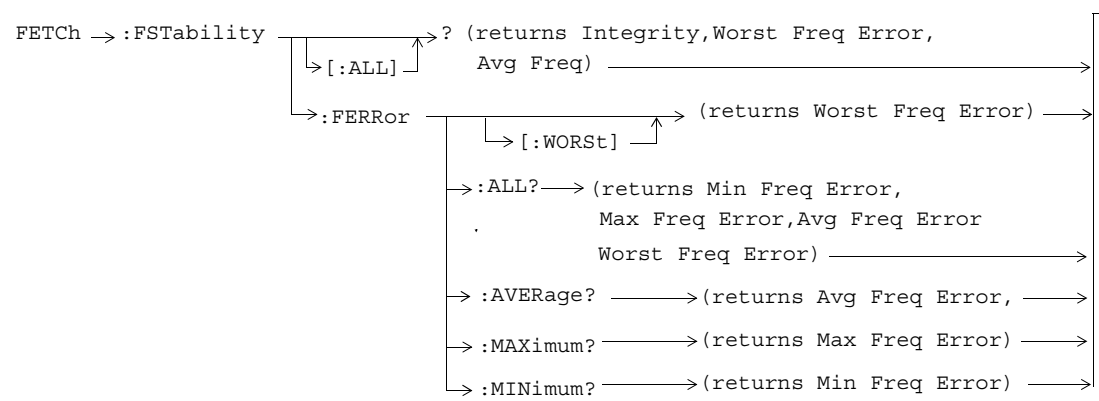 FETCh :FSTability ? (returns Integrity,Worst Freq Error,
[:ALL] Avg Freq)
:FERRor (returns Worst Freq Error)
[:WORSt]
:ALL? (returns Min Freq Error,
Max Freq Error,Avg Freq Error
Worst Freq Error)
:AVERage? (returns Avg Freq Error,
:MAXimum? (returns Max Freq Error)
:MINimum? (returns Min Freq Error)